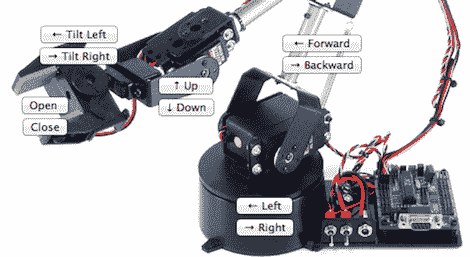 ← Tilt Left
→ Tilt Right
← Forward
→ Backward
↑ Up
↓ Down
Open
Close
← Left
→ Right